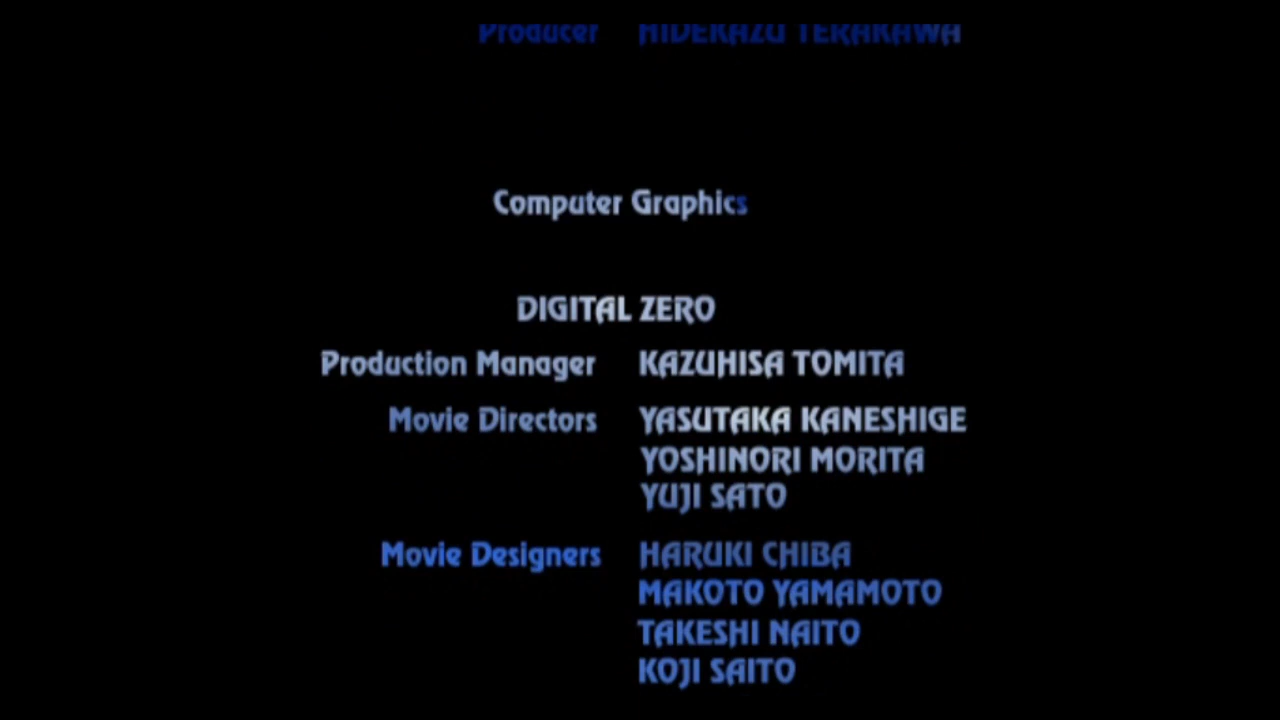 Producer HIDEKAZU TERAKAWA
Computer Graphics
DIGITAL ZERO
Production Manager KAZUHISA TOMITA
Movie Directors YASUTAKA KANESHIGE
YOSHINORI MORITA
YUJI SATO
Movie Designers HARUKI CHIBA
MAKOTO YAMAMOTO
TAKESHI NAITO
KOJI SAITO